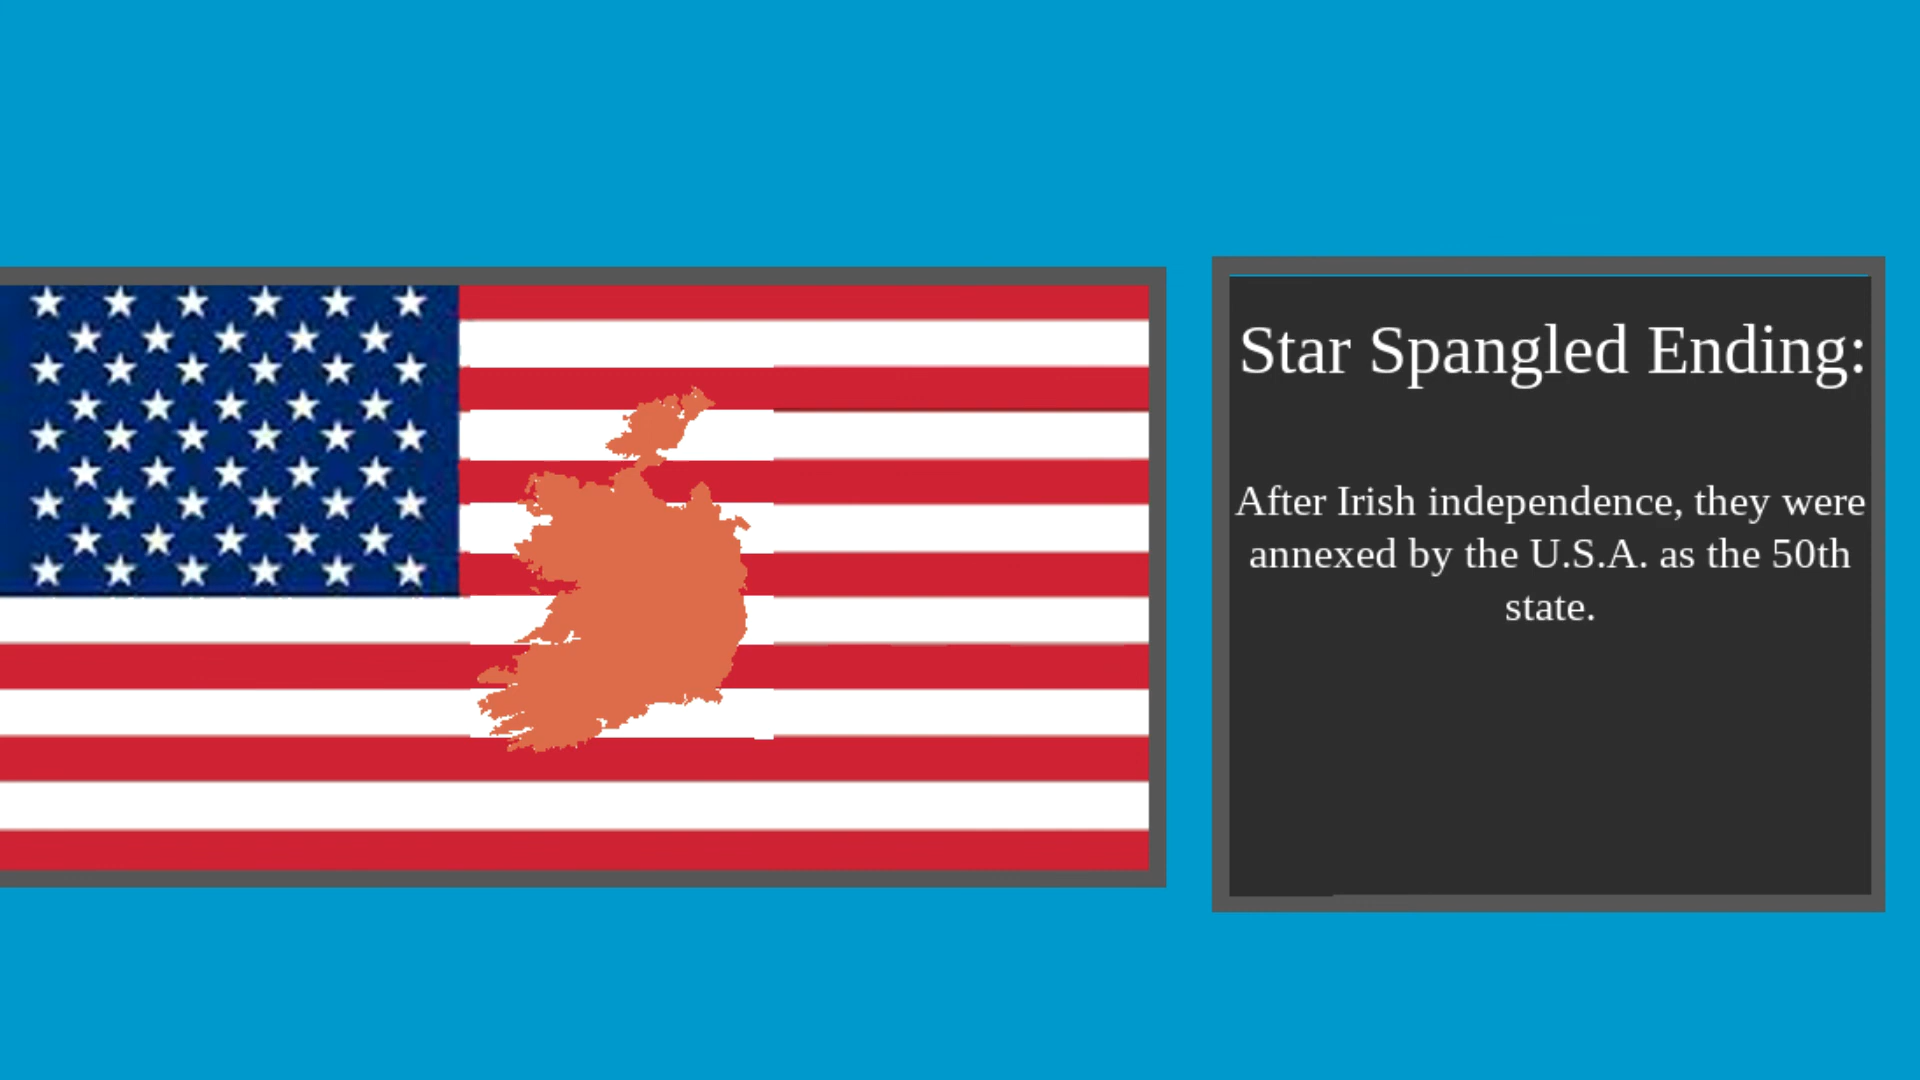 Star Spangled Ending:
After Irish independence, they were
annexed by the U.S.A. as the 50th
state.